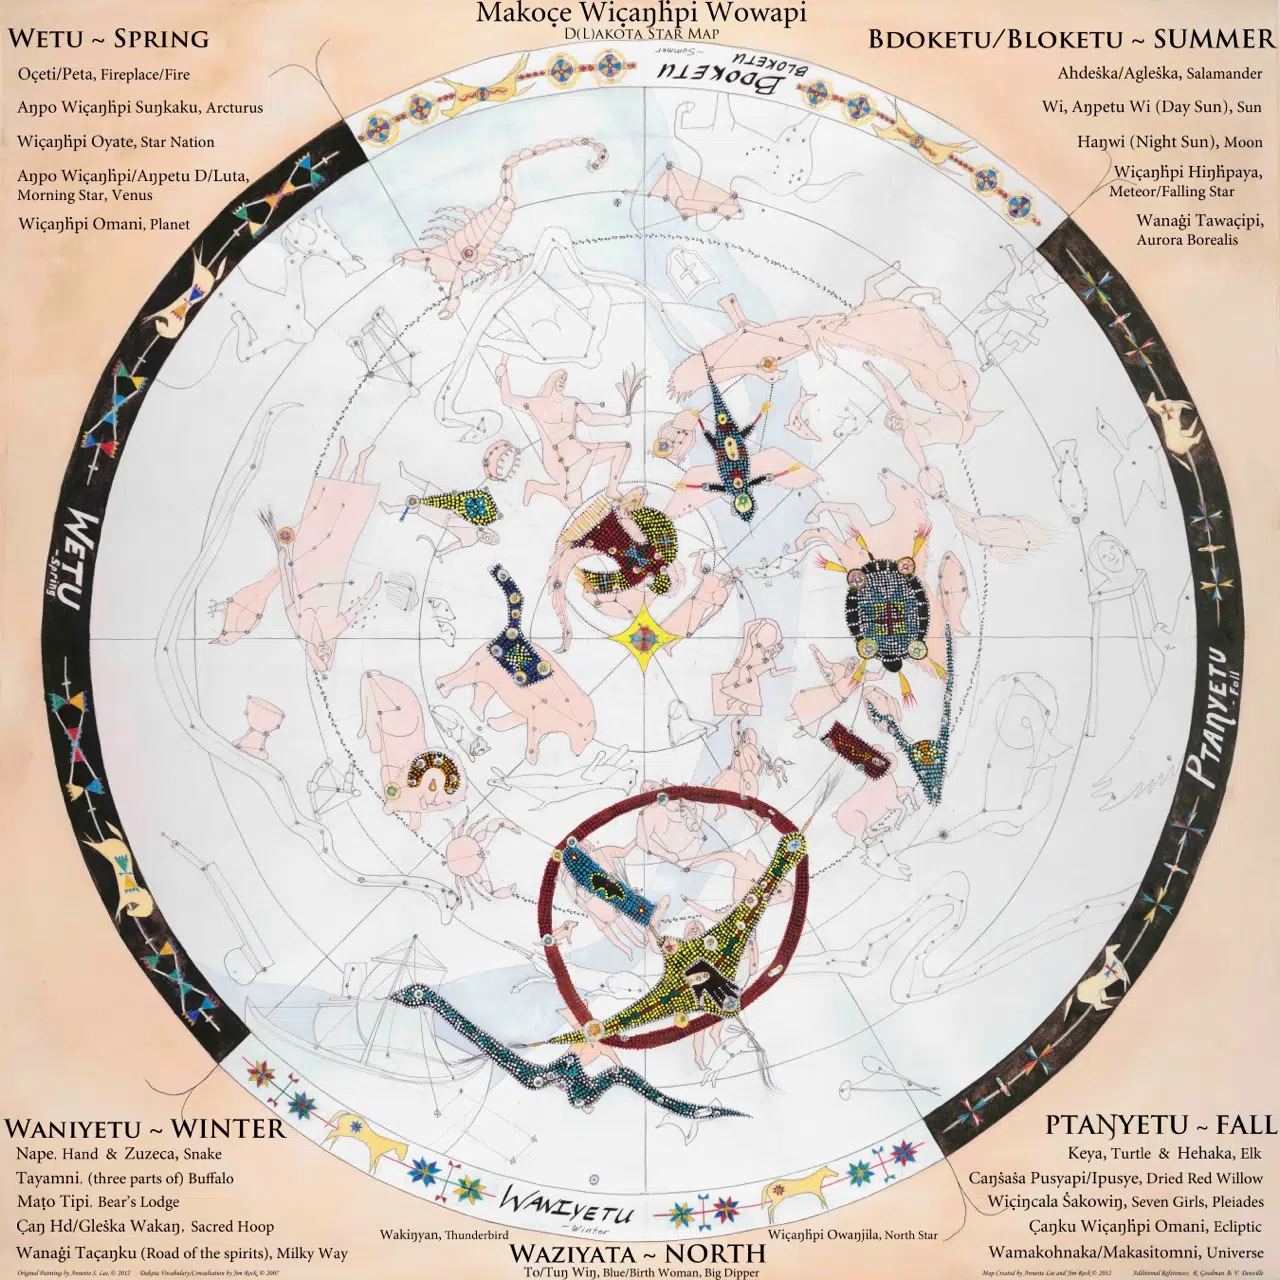 Makoçe Wiçaŋḣpi Wowapi
D(L)AKOTA STAR MAP
WETU ~ SPRING
Oçeti/Peta, Fireplace/Fire
Aŋpo Wiçaŋḣpi Suŋkaku, Arcturus
Wiçaŋḣpi Oyate, Star Nation
Aŋpo Wiçaŋḣpi/Aŋpetu D/Luta,
Morning Star, Venus
Wiçaŋḣpi Omani, Planet
BDOKETU/BLOKETU ~ SUMMER
Ahdeška/Agleška, Salamander
Wi, Aŋpetu Wi (Day Sun), Sun
Haŋwi (Night Sun), Moon
Wiçaŋḣpi Hiŋḣpaya,
Meteor/Falling Star
Wanaġi Tawaçipi,
Aurora Borealis
BDOKETU
BLOKETU
-Summer
WETU
-Spring
PTAŊYETU
-Fall
WANIYETU
-Winter
WANIYETU ~ WINTER
Nape. Hand & Zuzeca, Snake
Tayamni, (three parts of) Buffalo
Mato Tipi. Bear's Lodge
Çaŋ Hd/Gleška Wakaŋ, Sacred Hoop
Wanaġi Taçaŋku (Road of the spirits), Milky Way
Original Painting by Annette S. Lee, © 2012 Dakota Vocabulary/Consultation by Jim Rock, © 2007
Wakiŋyan, Thunderbird
Wiçaŋḣpi Owaŋjila, North Star
WAZIYATA ~ NORTH
To/Tuŋ Wiŋ, Blue/Birth Woman, Big Dipper
PTAŊYETU ~ FALL
Keya, Turtle & Hehaka, Elk
Çaŋšaša Pusyapi/Ipusye, Dried Red Willow
Wiçiŋcala Šakowiŋ, Seven Girls, Pleiades
Çaŋku Wiçaŋḣpi Omani, Ecliptic
Wamakohnaka/Makasitomni, Universe
Map Created by Annette Lee and Jim Rock © 2012 Additional References: R. Goodman & V. Douville